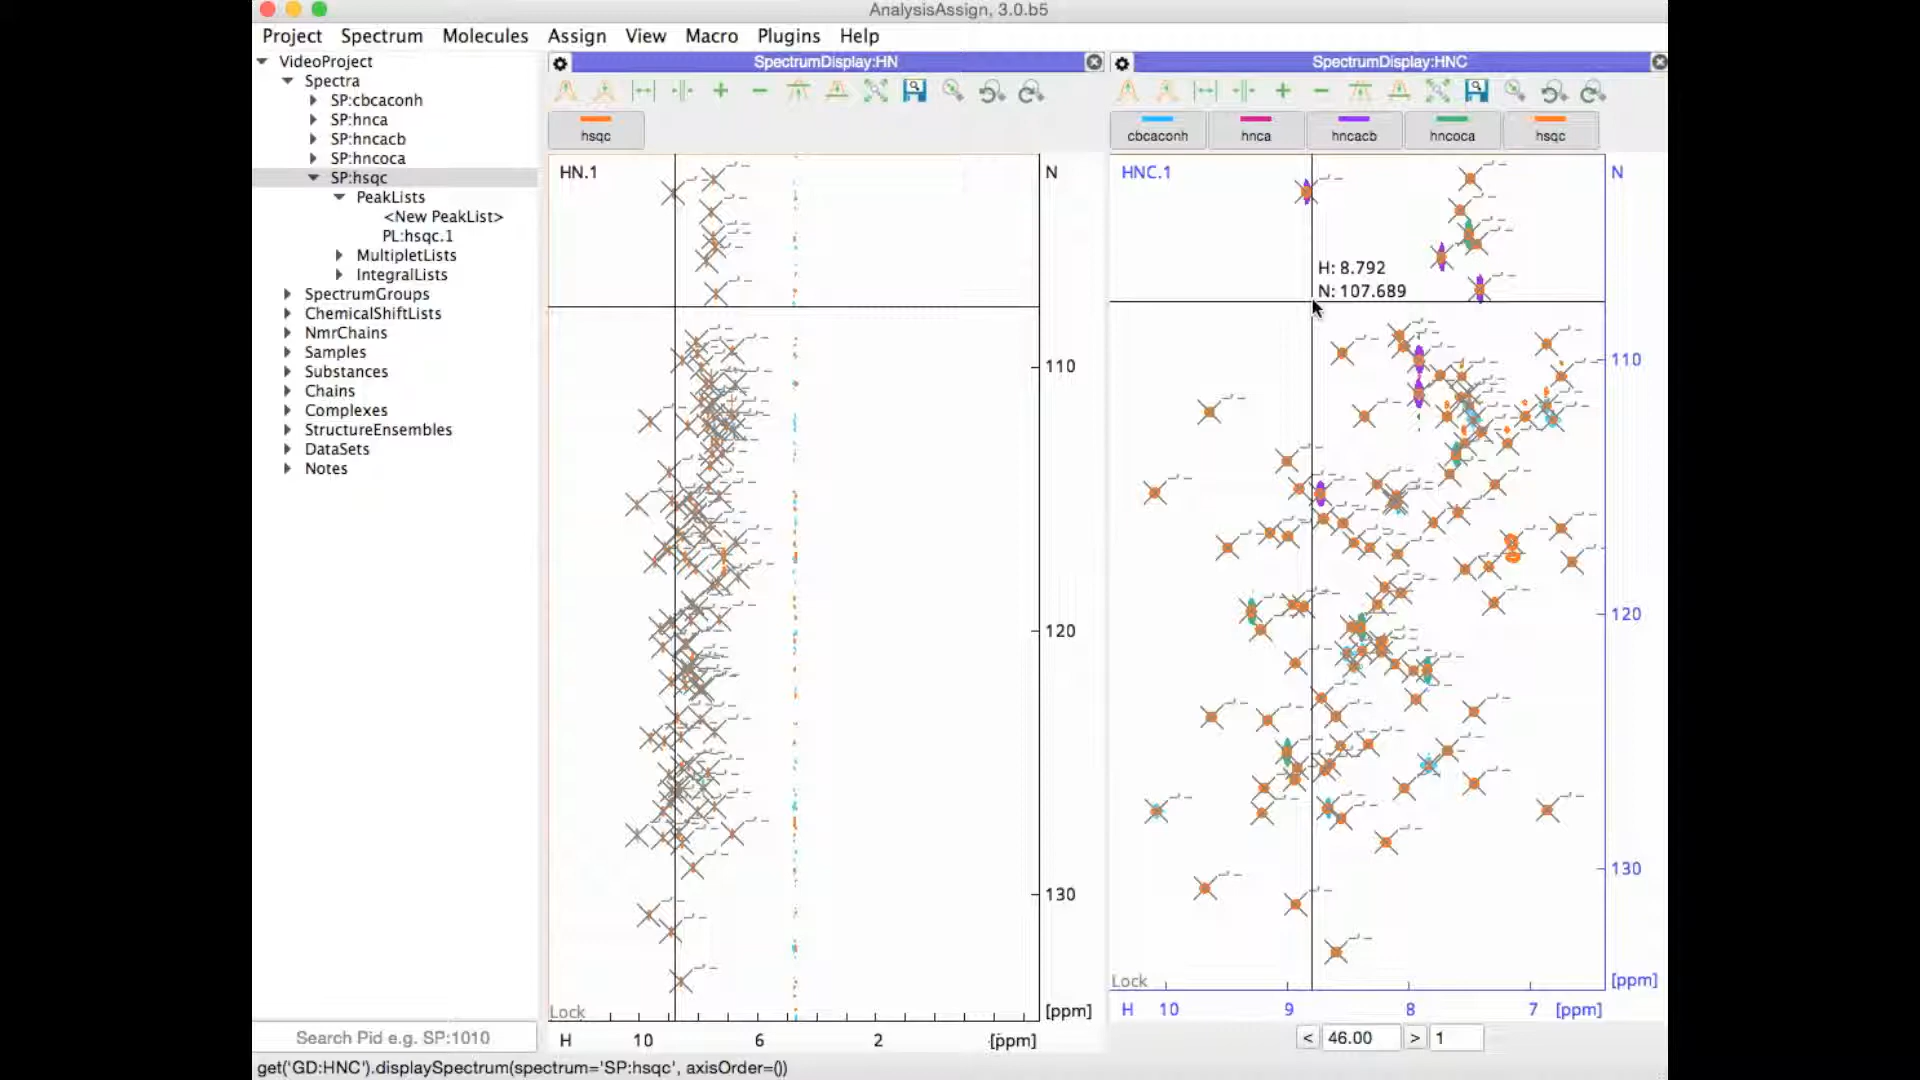 AnalysisAssign, 3.0.b5
Project Spectrum Molecules Assign View Macro Plugins Help
VideoProject
Spectra
SP:cbcaconh
SP:hnca
SP:hncacb
SP:hncoca
SP:hsqc
PeakLists
<New PeakList>
PL:hsqc.1
MultipletLists
IntegralLists
SpectrumGroups
ChemicalShiftLists
NmrChains
Samples
Substances
Chains
Complexes
StructureEnsembles
DataSets
Notes
Search Pid e.g. SP:1010
SpectrumDisplay:HN
hsqc
HN.1
N
110
120
130
[ppm]
Lock
H 10 6 2 [ppm]
SpectrumDisplay:HNC
cbcaconh hnca hncacb hncoca hsqc
HNC.1
N
H: 8.792
N: 107.689
110
120
130
[ppm]
Lock
H 10 9 8 7 [ppm]
< 46.00 > 1
get('GD:HNC').displaySpectrum(spectrum='SP:hsqc', axisOrder=())